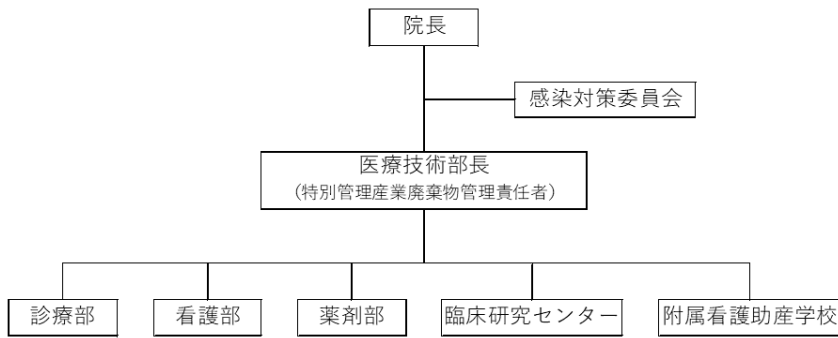 院長
感染対策委員会
医療技術部長
（特別管理産業廃棄物管理責任者）
診療部
看護部
薬剤部
臨床研究センター
附属看護助産学校